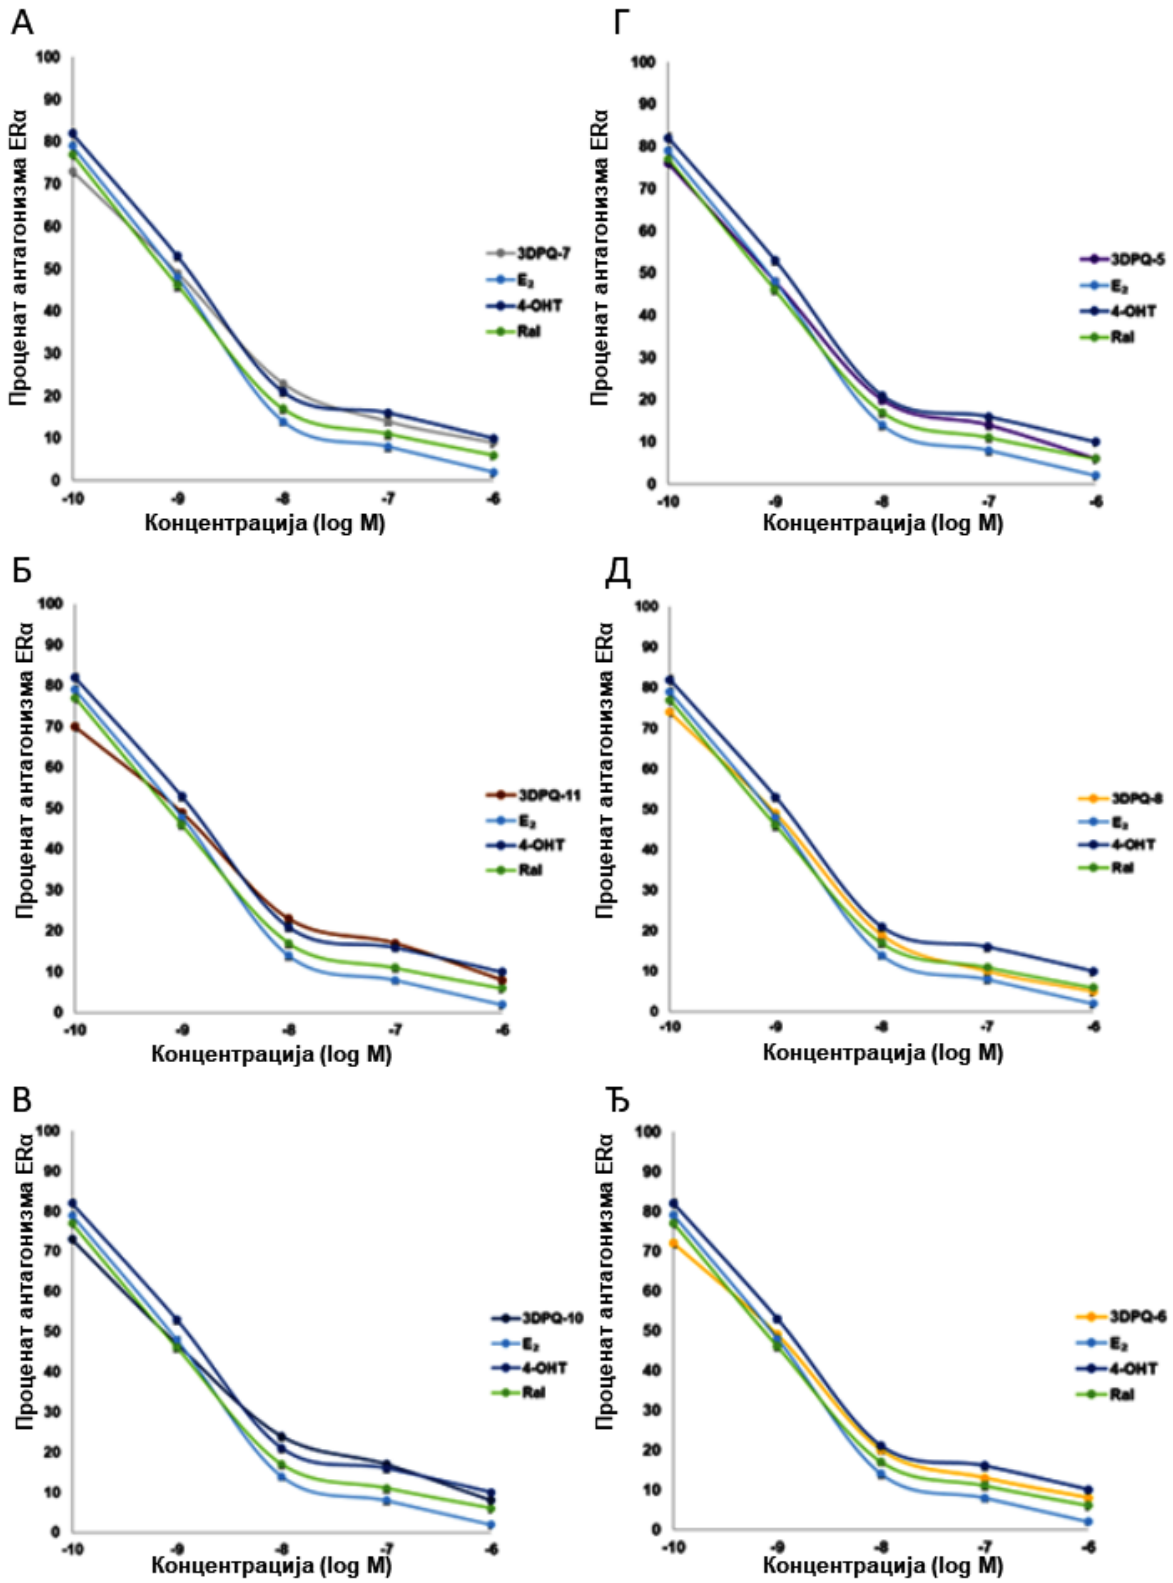 А
Процент антагонизма ERα
100
90
80
70
60
50
40
30
20
10
0
-10
-9
-8
-7
-6
Концентрација (log M)
3DPQ-7
E₂
4-OHT
Ral
Г
Проценат антагонизма ERα
100
90
80
70
60
50
40
30
20
10
0
-10
-9
-8
-7
-6
Концентрација (log M)
3DPQ-5
E₂
4-OHT
Ral
Б
Проценат антагонизма ERα
100
90
80
70
60
50
40
30
20
10
0
-10
-9
-8
-7
-6
Концентрација (log M)
3DPQ-11
E₂
4-OHT
Ral
Д
Проценат антагонизма ERα
100
90
80
70
60
50
40
30
20
10
0
-10
-9
-8
-7
-6
Концентрација (log M)
3DPQ-8
E₂
4-OHT
Ral
В
Проценат антагонизма ERα
100
90
80
70
60
50
40
30
20
10
0
-10
-9
-8
-7
-6
Концентрација (log M)
3DPQ-10
E₂
4-OHT
Ral
Ђ
Проценат антагонизма ERα
100
90
80
70
60
50
40
30
20
10
0
-10
-9
-8
-7
-6
Концентрација (log M)
3DPQ-6
E₂
4-OHT
Ral